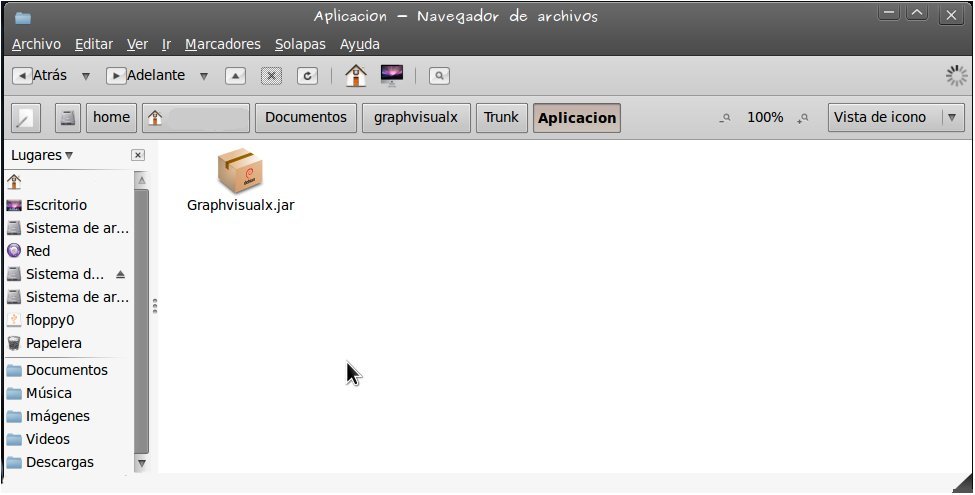 Aplicacion - Navegador de archivos
Archivo Editar Ver Ir Marcadores Solapas Ayuda
Atrás Adelante
home Documentos graphvisualx Trunk Aplicacion 100% Vista de icono
Lugares
Escritorio
Sistema de ar...
Red
Sistema d...
Sistema de ar...
floppy0
Papelera
Documentos
Música
Imágenes
Videos
Descargas
debian
Graphvisualx.jar